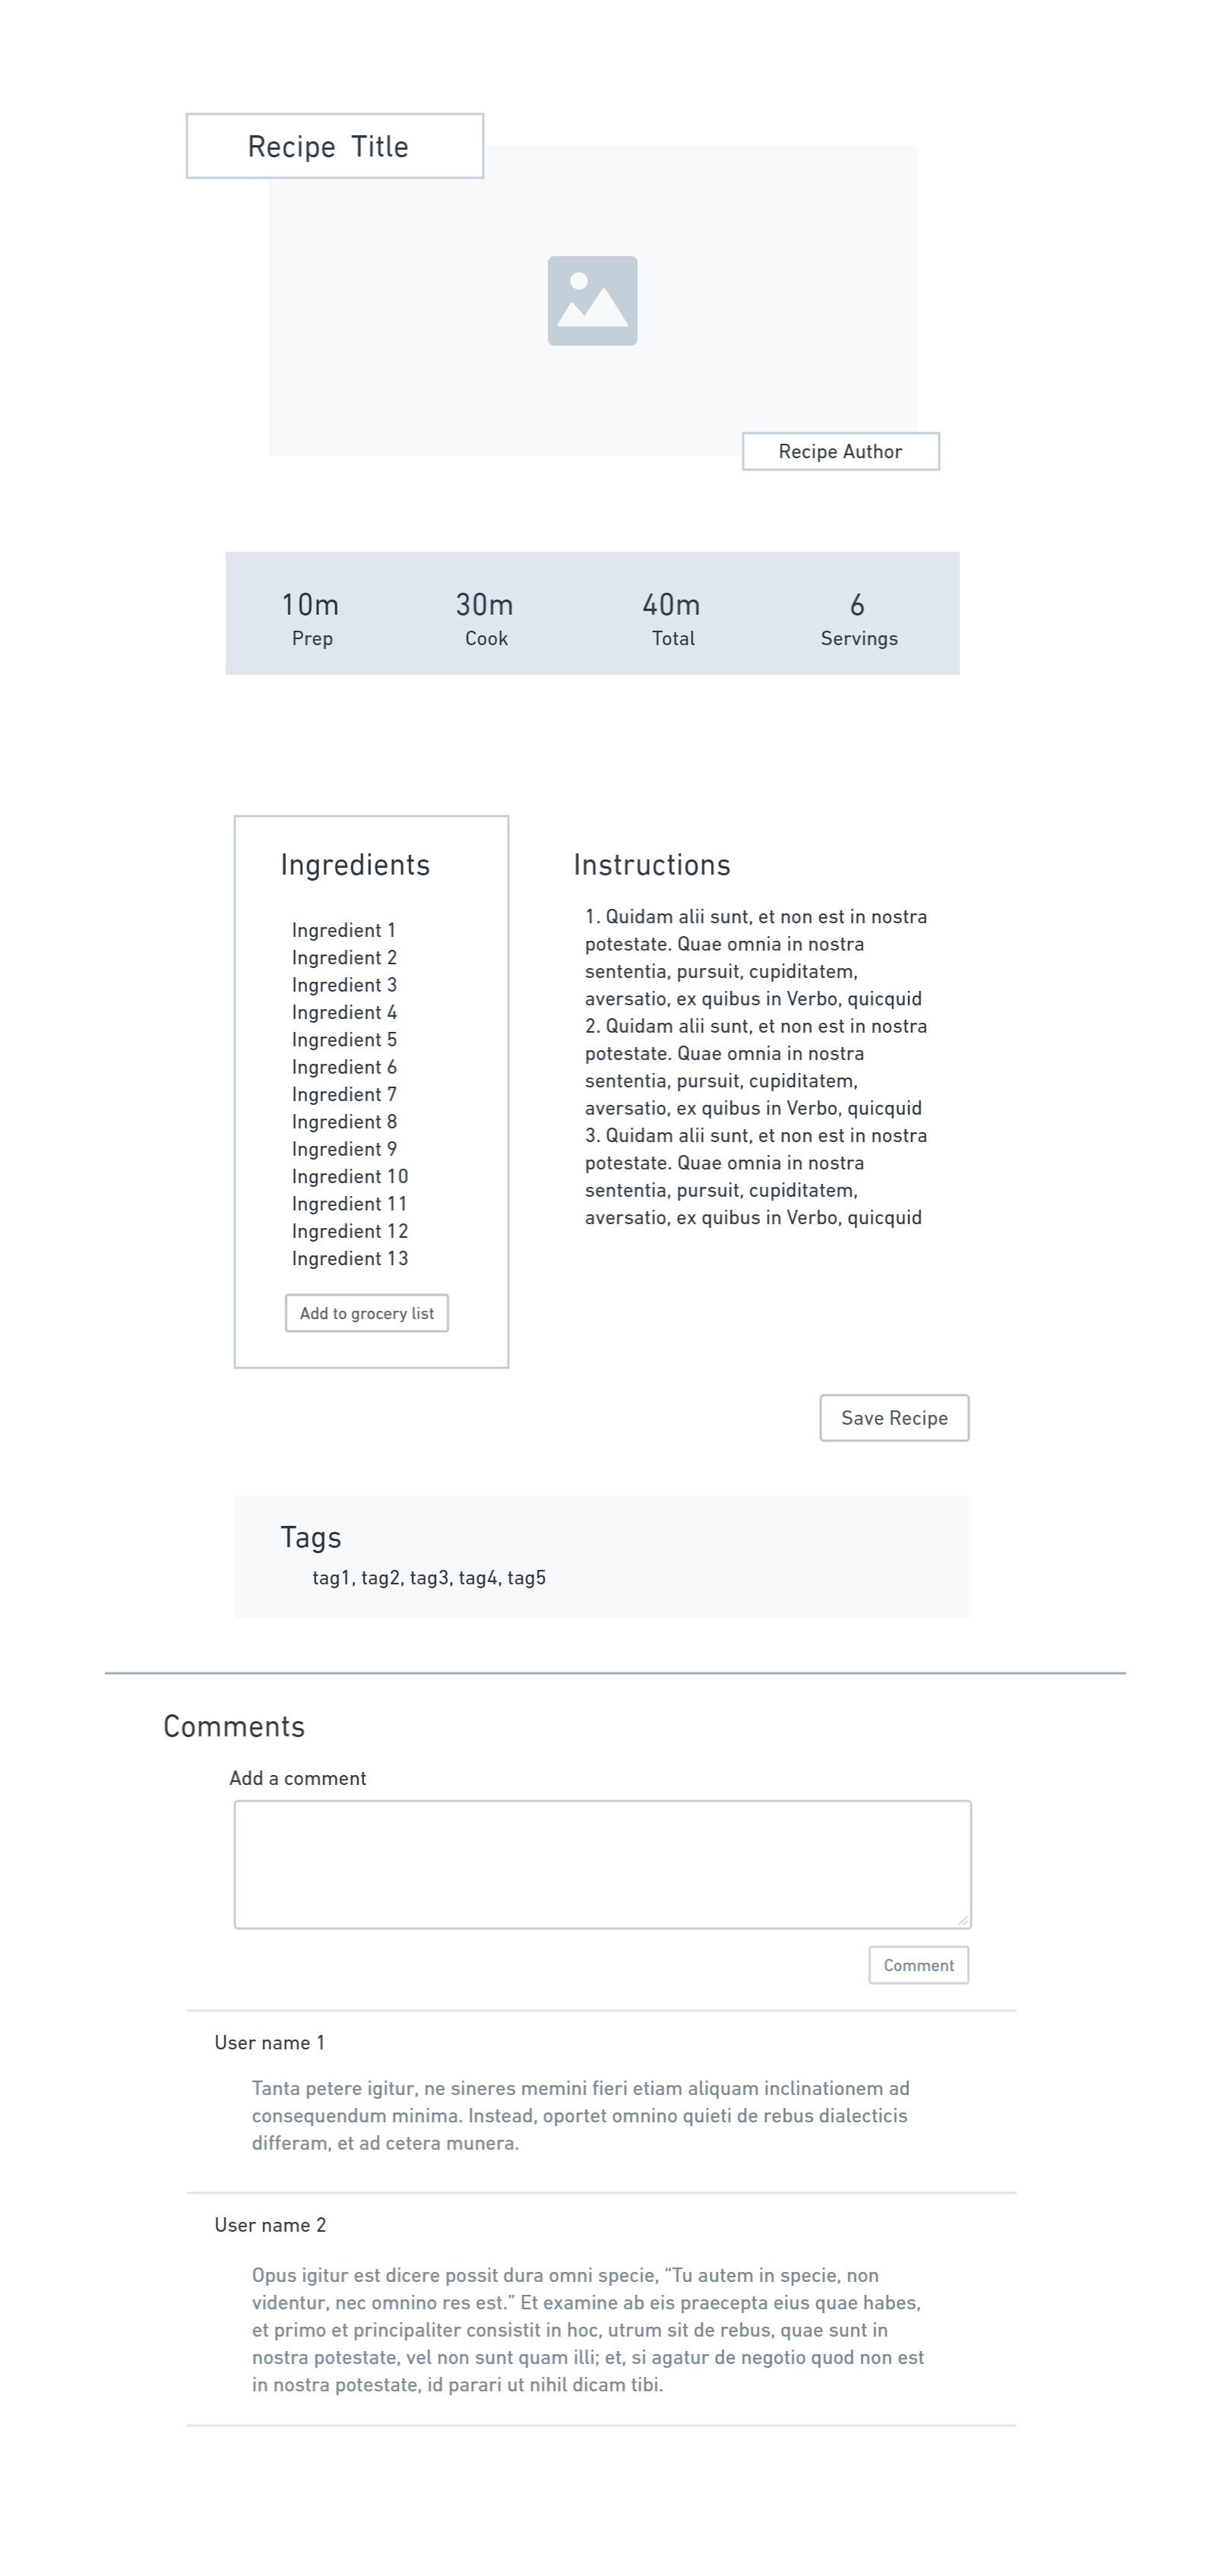 Recipe Title
Recipe Author
10m
Prep
30m
Cook
40m
Total
6
Servings
Ingredients
Ingredient 1
Ingredient 2
Ingredient 3
Ingredient 4
Ingredient 5
Ingredient 6
Ingredient 7
Ingredient 8
Ingredient 9
Ingredient 10
Ingredient 11
Ingredient 12
Ingredient 13
Add to grocery list
Instructions
1. Quidam alii sunt, et non est in nostra
potestate. Quae omnia in nostra
sententia, pursuit, cupiditatem,
aversatio, ex quibus in Verbo, quicquid
2. Quidam alii sunt, et non est in nostra
potestate. Quae omnia in nostra
sententia, pursuit, cupiditatem,
aversatio, ex quibus in Verbo, quicquid
3. Quidam alii sunt, et non est in nostra
potestate. Quae omnia in nostra
sententia, pursuit, cupiditatem,
aversatio, ex quibus in Verbo, quicquid
Save Recipe
Tags
tag1, tag2, tag3, tag4, tag5
Comments
Add a comment
Comment
User name 1
Tanta petere igitur, ne sineres memini fieri etiam aliquam inclinationem ad
consequendum minima. Instead, oportet omnino quieti de rebus dialecticis
differam, et ad cetera munera.
User name 2
Opus igitur est dicere possit dura omni specie, “Tu autem in specie, non
videntur, nec omnino res est.” Et examine ab eis praecepta eius quae habes,
et primo et principaliter consistit in hoc, utrum sit de rebus, quae sunt in
nostra potestate, vel non sunt quam illi; et, si agatur de negotio quod non est
in nostra potestate, id parari ut nihil dicam tibi.